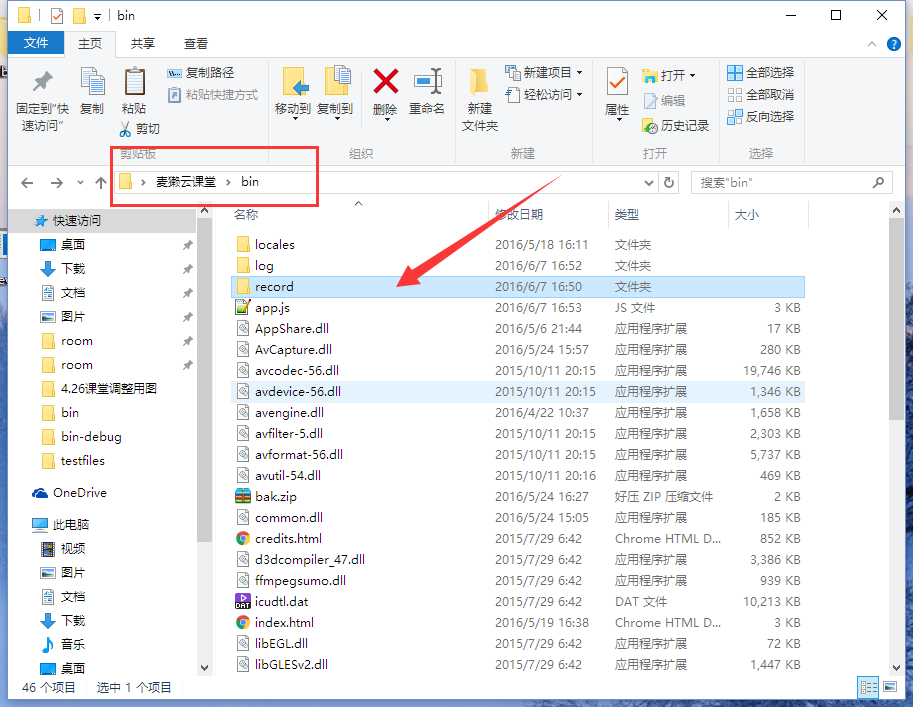 bin
文件 主页 共享 查看
固定到"快速访问" 复制 粘贴 复制路径 粘贴快捷方式 剪切
移动到 复制到 删除 重命名
新建文件夹 新建项目 轻松访问
属性 打开 编辑 历史记录
全部选择 全部取消 反向选择
剪贴板 组织 新建 打开 选择
麦獭云课堂 bin 搜索"bin"
快速访问
桌面
下载
文档
图片
room
room
4.26课堂调整用图
bin
bin-debug
testfiles
OneDrive
此电脑
视频
图片
文档
下载
音乐
桌面
名称 修改日期 类型 大小
locales 2016/5/18 16:11 文件夹
log 2016/6/7 16:52 文件夹
record 2016/6/7 16:50 文件夹
app.js 2016/6/7 16:53 JS 文件 3 KB
AppShare.dll 2016/5/6 21:44 应用程序扩展 17 KB
AvCapture.dll 2016/5/24 15:57 应用程序扩展 280 KB
avcodec-56.dll 2015/10/11 20:15 应用程序扩展 19,746 KB
avdevice-56.dll 2015/10/11 20:15 应用程序扩展 1,346 KB
avengine.dll 2016/4/22 10:37 应用程序扩展 1,658 KB
avfilter-5.dll 2015/10/11 20:15 应用程序扩展 2,303 KB
avformat-56.dll 2015/10/11 20:15 应用程序扩展 5,737 KB
avutil-54.dll 2015/10/11 20:16 应用程序扩展 469 KB
bak.zip 2016/5/24 16:27 好压 ZIP 压缩文件 2 KB
common.dll 2016/5/24 15:05 应用程序扩展 185 KB
credits.html 2015/7/29 6:42 Chrome HTML D... 852 KB
d3dcompiler_47.dll 2015/7/29 6:42 应用程序扩展 3,386 KB
ffmpegsumo.dll 2015/7/29 6:42 应用程序扩展 939 KB
icudtl.dat 2015/7/29 6:42 DAT 文件 10,213 KB
index.html 2016/5/19 16:38 Chrome HTML D... 3 KB
libEGL.dll 2015/7/29 6:42 应用程序扩展 72 KB
libGLESv2.dll 2015/7/29 6:42 应用程序扩展 1,447 KB
46 个项目 选中 1 个项目